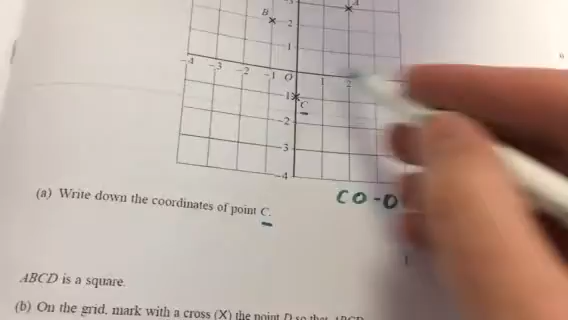 A
B
2
1
-4 -3 -2 -1 O 1 2
-1
C
-2
-3
-4
CO-O
(a) Write down the coordinates of point C.
ABCD is a square.
(b) On the grid, mark with a cross (X) the point D so that ABCD